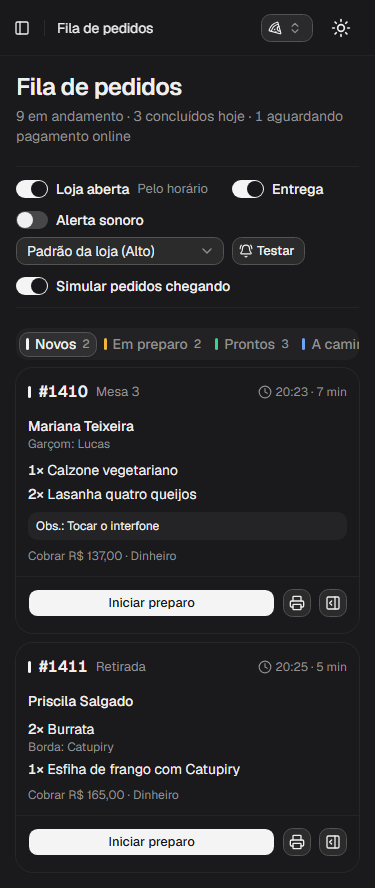 Fila de pedidos
Fila de pedidos
9 em andamento · 3 concluídos hoje · 1 aguardando
pagamento online
Loja aberta Pelo horário Entrega
Alerta sonoro
Padrão da loja (Alto) Testar
Simular pedidos chegando
Novos 2 Em preparo 2 Prontos 3 A camin
#1410 Mesa 3 20:23 · 7 min
Mariana Teixeira
Garçom: Lucas
1× Calzone vegetariano
2× Lasanha quatro queijos
Obs.: Tocar o interfone
Cobrar R$ 137,00 · Dinheiro
Iniciar preparo
#1411 Retirada 20:25 · 5 min
Priscila Salgado
2× Burrata
Borda: Catupiry
1× Esfiha de frango com Catupiry
Cobrar R$ 165,00 · Dinheiro
Iniciar preparo